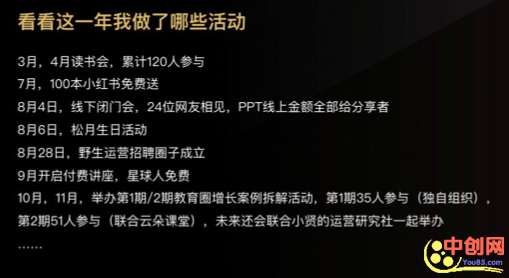 看看这一年我做了哪些活动
3月，4月读书会，累计120人参与
7月，100本小红书免费送
8月4日，线下闭门会，24位网友相见，PPT线上金额全部给分享者
8月6日，松月生日活动
8月28日，野生运营招聘圈子成立
9月开启付费讲座，星球人免费
10月，11月，举办第1期/2期教育圈增长案例拆解活动，第1期35人参与（独自组织），
第2期51人参与（联合云朵课堂），未来还会联合小贤的运营研究社一起举办
……
中创网
You85.com